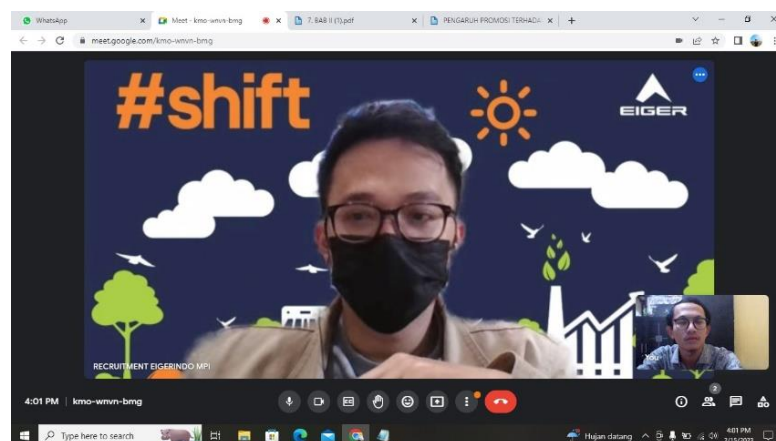 WhatsApp
Meet - kmo-wnvn-bmg
7. BAB II (1).pdf
PENGARUH PROMOSI TERHADA
meet.google.com/kmo-wnvn-bmg
#shift
EIGER
RECRUITMENT EIGERINDO MPI
You
4:01 PM | kmo-wnvn-bmg
2
Type here to search
Hujan datang
4:01 PM